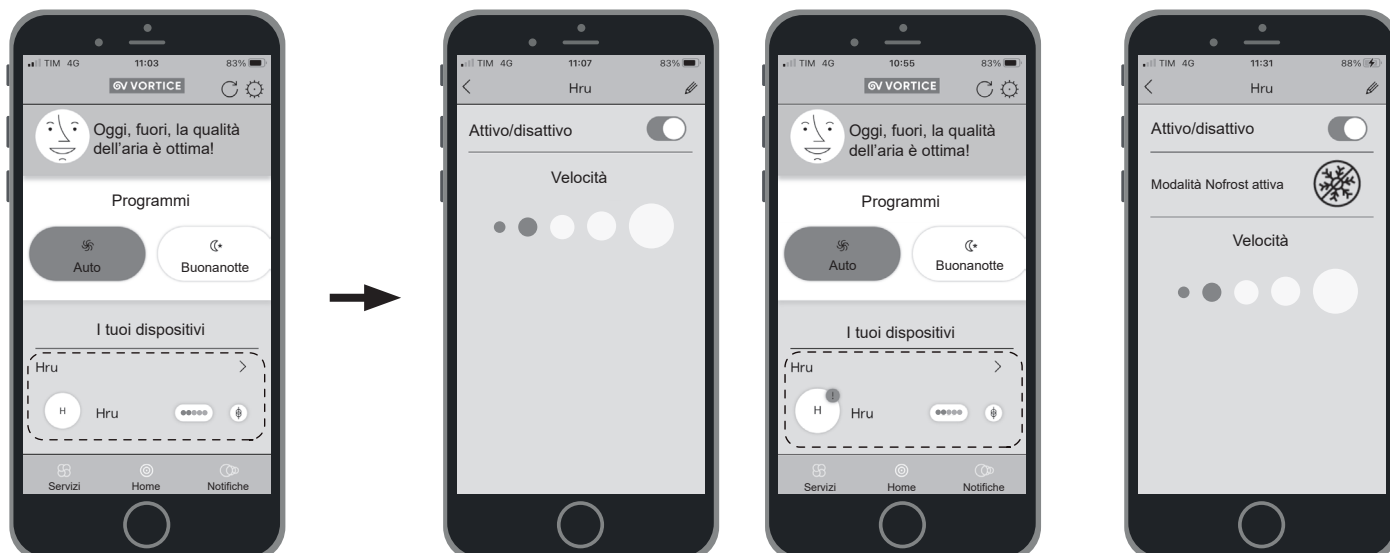 TIM 4G 11:03 83%
VORTICE
Oggi, fuori, la qualità
dell'aria è ottima!
Programmi
Auto Buonanotte
I tuoi dispositivi
Hru
H Hru
Servizi Home Notifiche
TIM 4G 11:07 83%
Hru
Attivo/disattivo
Velocità
TIM 4G 10:55 83%
VORTICE
Oggi, fuori, la qualità
dell'aria è ottima!
Programmi
Auto Buonanotte
I tuoi dispositivi
Hru
! 
H Hru
Servizi Home Notifiche
TIM 4G 11:31 88%
Hru
Attivo/disattivo
Modalità Nofrost attiva
Velocità